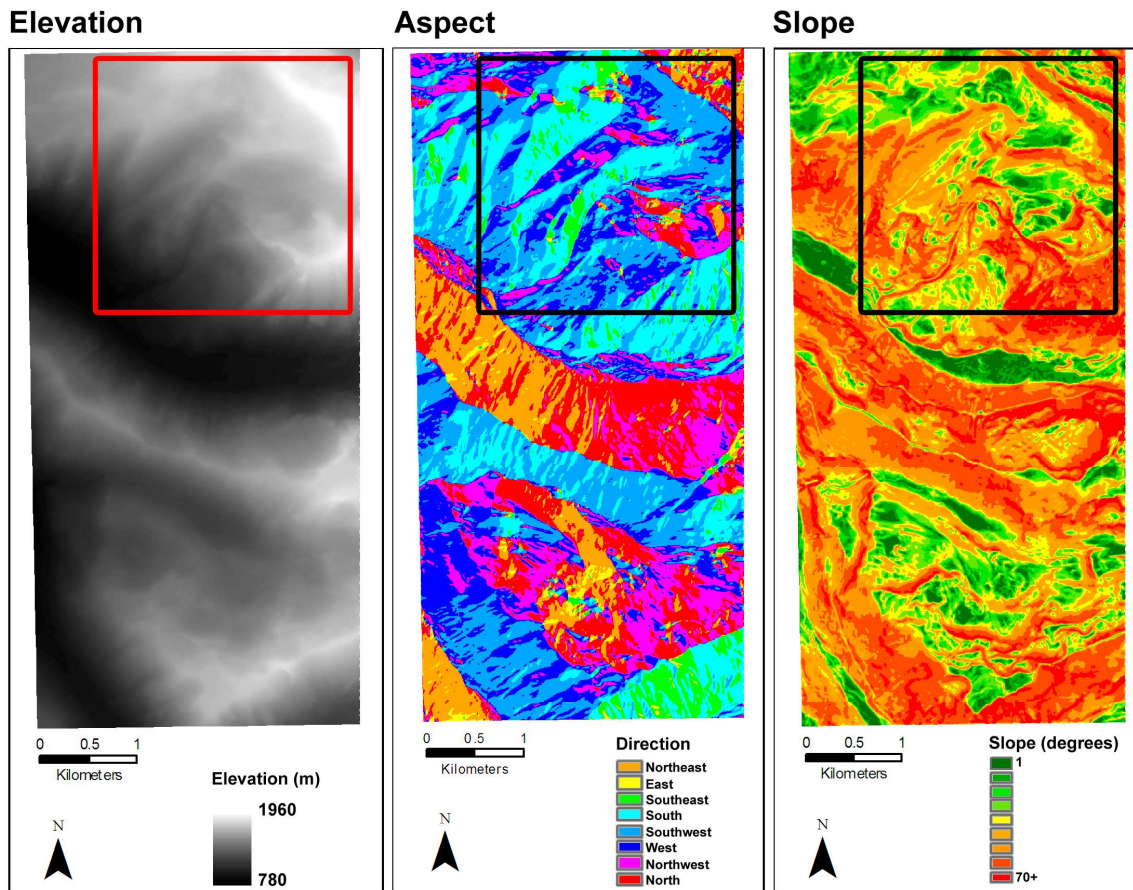 Elevation
0 0.5 1
Kilometers
N
Elevation (m)
1960
780
Aspect
0 0.5 1
Kilometers
N
Direction
Northeast
East
Southeast
South
Southwest
West
Northwest
North
Slope
0 0.5 1
Kilometers
N
Slope (degrees)
1
70+